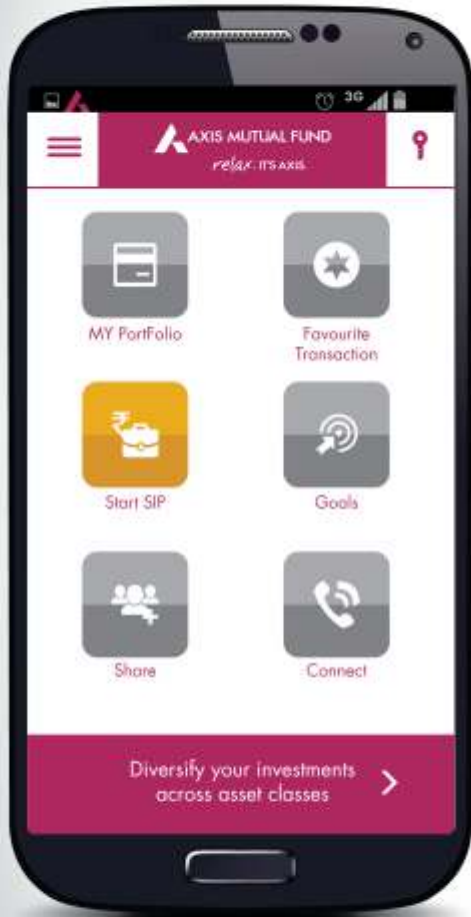 3G
AXIS MUTUAL FUND
relax. IT'S AXIS
MY PortFolio
Favourite
Transaction
Start SIP
Goals
Share
Connect
Diversify your investments
across asset classes